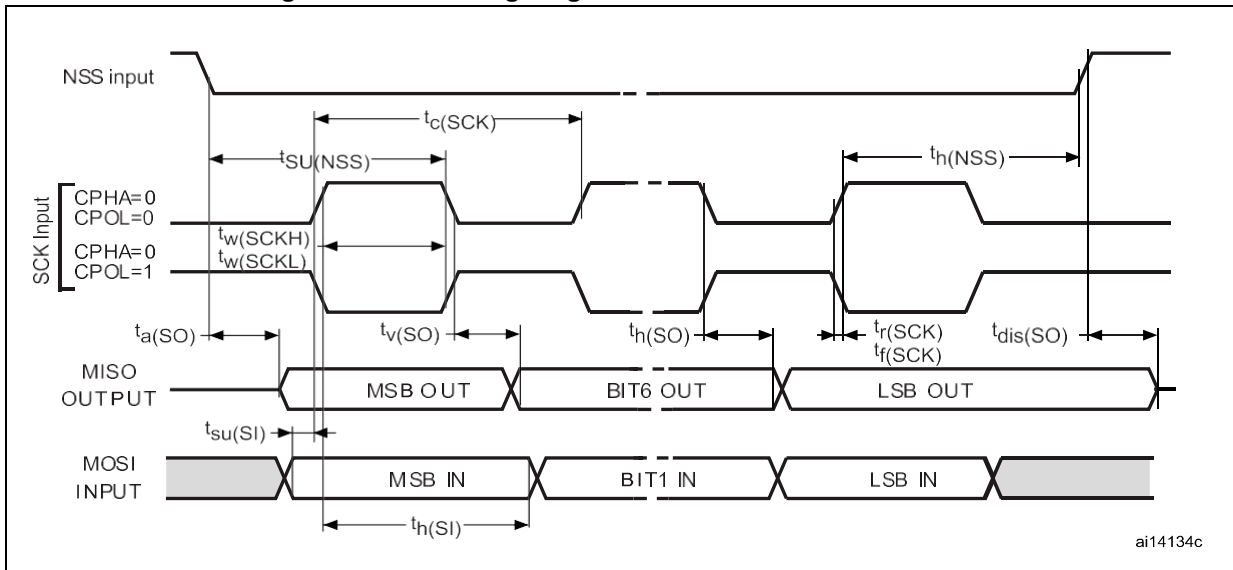 NSS input
tc(SCK)
tSU(NSS)
th(NSS)
SCK Input
CPHA=0
CPOL=0
tw(SCKH)
CPHA=0
tw(SCKL)
CPOL=1
ta(SO)
tv(SO)
th(SO)
tr(SCK)
tf(SCK)
tdis(SO)
MISO
OUTPUT
MSB OUT
BIT6 OUT
LSB OUT
tsu(SI)
MOSI
INPUT
MSB IN
BIT1 IN
LSB IN
th(SI)
ai14134c